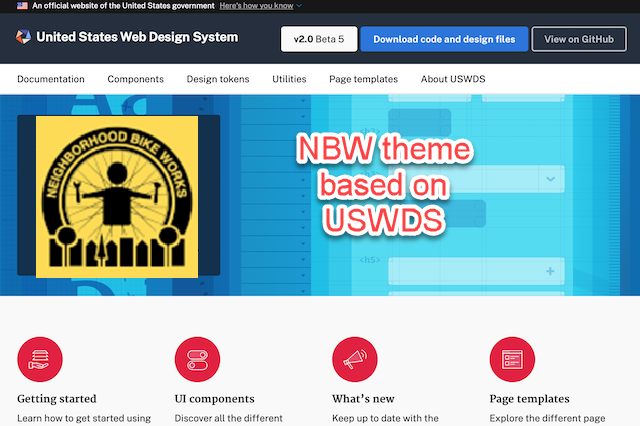 An official website of the United States government Here's how you know
United States Web Design System
v2.0 Beta 5
Download code and design files
View on GitHub
Documentation Components Design tokens Utilities Page templates About USWDS
NEIGHBORHOOD BIKE WORKS
NBW theme
based on
USWDS
<h5>
Getting started
Learn how to get started using
UI components
Discover all the different
What's new
Keep up to date with the
Page templates
Explore the different page